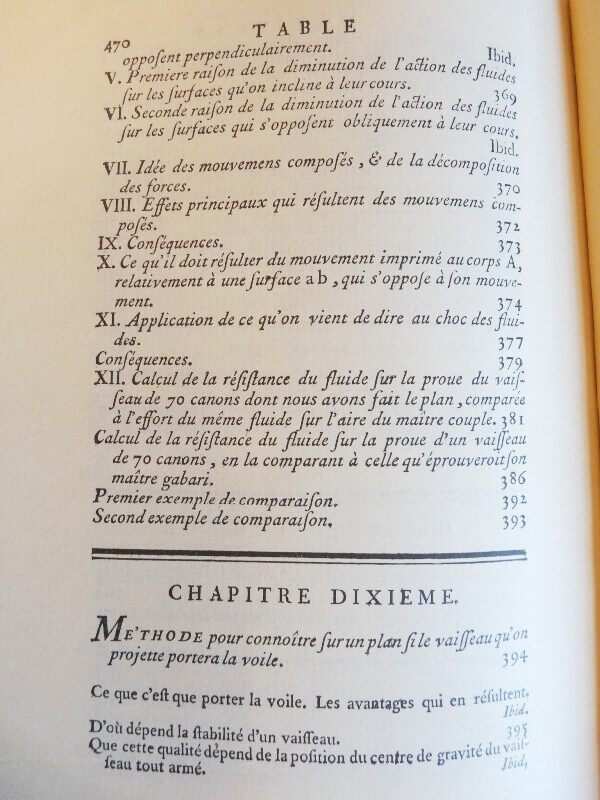 470
TABLE
oppoſent perpendiculairement. Ibid.
V. Premiere raiſon de la diminution de l'action des fluides
ſur les ſurfaces qu'on incline à leur cours. 369
VI. Seconde raiſon de la diminution de l'action des fluides
ſur les ſurfaces qui s'oppoſent obliquement à leur cours.
Ibid.
VII. Idée des mouvemens compoſés, & de la décompoſition
des forces. 370
VIII. Effets principaux qui réſultent des mouvemens com-
poſés. 372
IX. Conſéquences. 373
X. Ce qu'il doit réſulter du mouvement imprimé au corps A,
relativement à une ſurface ab, qui s'oppoſe à ſon mouve-
ment. 374
XI. Application de ce qu'on vient de dire au choc des flui-
des. 377
Conſéquences. 379
XII. Calcul de la réſiſtance du fluide ſur la proue du vaiſ-
ſeau de 70 canons dont nous avons fait le plan, comparée
à l'effort du même fluide ſur l'aire du maître couple. 381
Calcul de la réſiſtance du fluide ſur la proue d'un vaiſſeau
de 70 canons, en la comparant à celle qu'éprouveroit ſon
maître gabari. 386
Premier exemple de comparaiſon. 392
Second exemple de comparaiſon. 393
CHAPITRE DIXIEME.
ME'THODE pour connoître ſur un plan ſi le vaiſſeau qu'on
projette portera la voile. 394
Ce que c'eſt que porter la voile. Les avantages qui en réſultent.
Ibid.
D'où dépend la ſtabilité d'un vaiſſeau. 395
Que cette qualité dépend de la poſition du centre de gravité du vaiſ-
ſeau tout armé. Ibid.